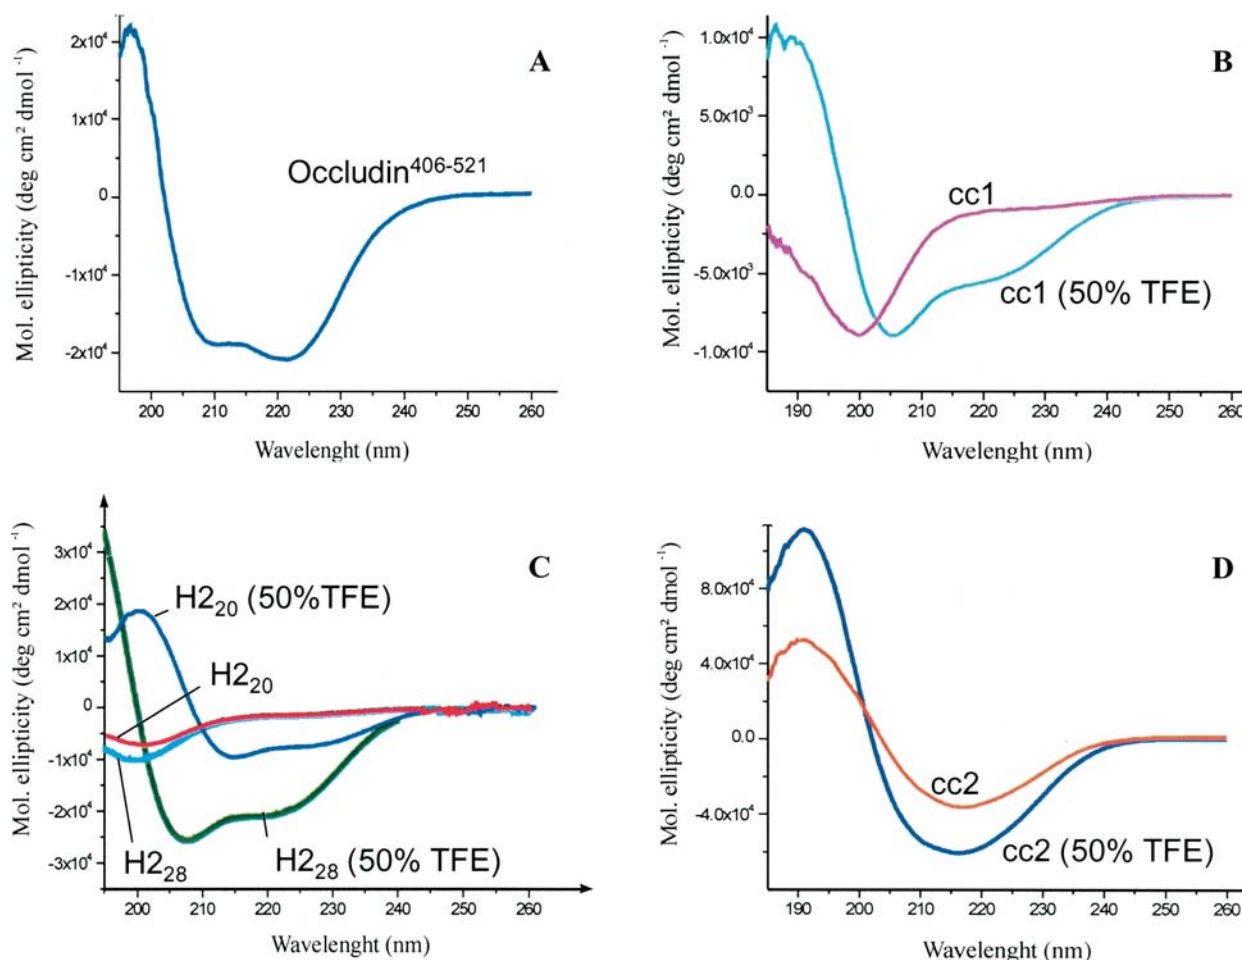 A
Mol. ellipticity (deg cm² dmol ⁻¹)
2x10⁴
1x10⁴
0
-1x10⁴
-2x10⁴
Occludin⁴⁰⁶⁻⁵²¹
200 210 220 230 240 250 260
Wavelenght (nm)
B
Mol. ellipticity (deg cm² dmol ⁻¹)
1.0x10⁴
5.0x10³
0.0
-5.0x10³
-1.0x10⁴
cc1
cc1 (50% TFE)
190 200 210 220 230 240 250 260
Wavelenght (nm)
C
Mol. ellipticity (deg cm² dmol ⁻¹)
3x10⁴
2x10⁴
1x10⁴
0
-1x10⁴
-2x10⁴
-3x10⁴
H2₂₀ (50%TFE)
H2₂₀
H2₂₈
H2₂₈ (50% TFE)
200 210 220 230 240 250 260
Wavelenght (nm)
D
Mol. ellipticity (deg cm² dmol ⁻¹)
8.0x10⁴
4.0x10⁴
0.0
-4.0x10⁴
cc2
cc2 (50% TFE)
190 200 210 220 230 240 250 260
Wavelenght (nm)